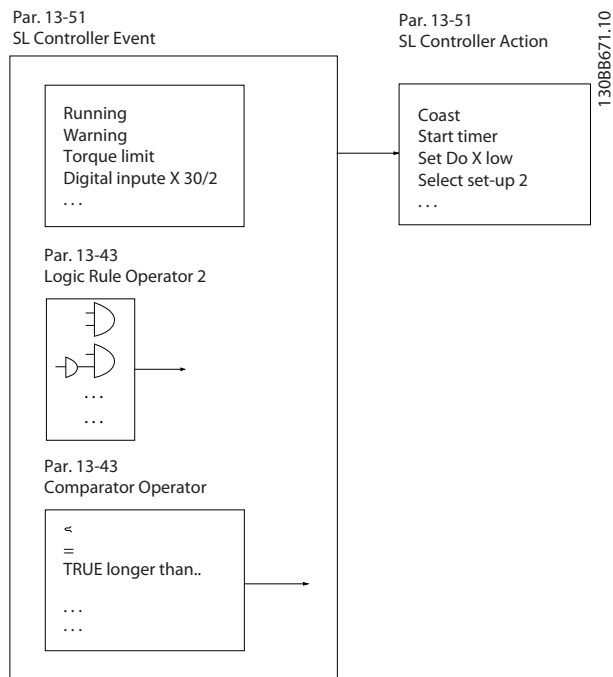 Par. 13-51
SL Controller Event
Running
Warning
Torque limit
Digital inpute X 30/2
. . .
Par. 13-43
Logic Rule Operator 2
. . .
. . .
Par. 13-43
Comparator Operator
=
TRUE longer than..
. . .
. . .
Par. 13-51
SL Controller Action
Coast
Start timer
Set Do X low
Select set-up 2
. . .
130BB671.10